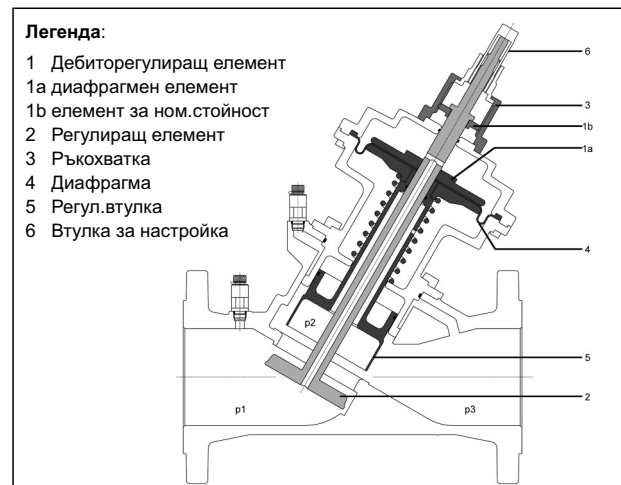 Легенда:
1 Дебиторегулиращ елемент
1a диафрагмен елемент
1b елемент за ном.стойност
2 Регулиращ елемент
3 Ръкохватка
4 Диафрагма
5 Регул.втулка
6 Втулка за настройка
6
3
1b
1a
4
p2
5
2
p1
p3